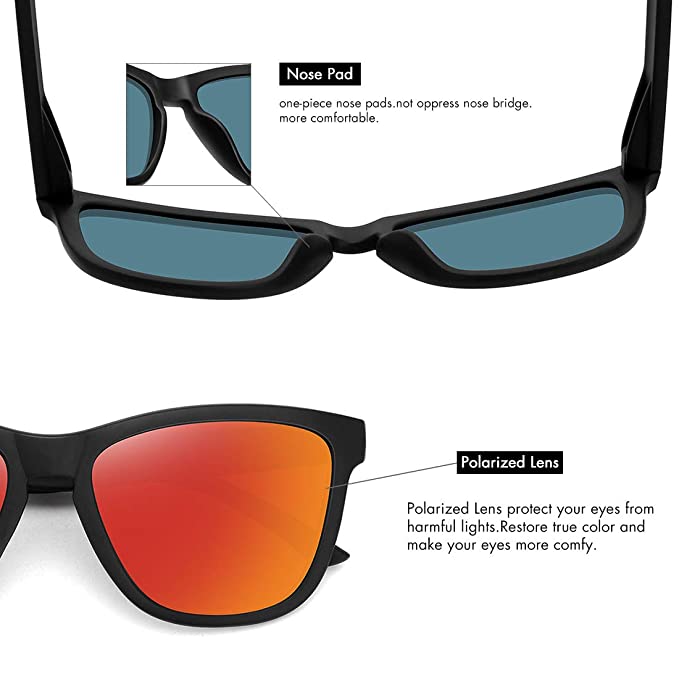 Nose Pad
one-piece nose pads.not oppress nose bridge.
more comfortable.
Polarized Lens
Polarized Lens protect your eyes from
harmful lights.Restore true color and
make your eyes more comfy.